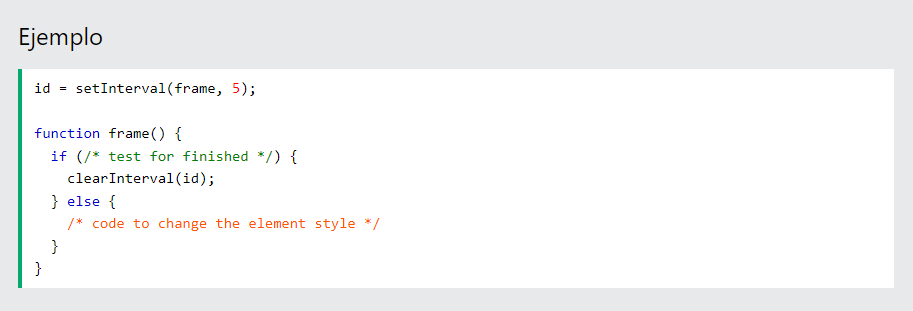 Ejemplo
id = setInterval(frame, 5);
function frame() {
  if (/* test for finished */) {
    clearInterval(id);
  } else {
    /* code to change the element style */
  }
}